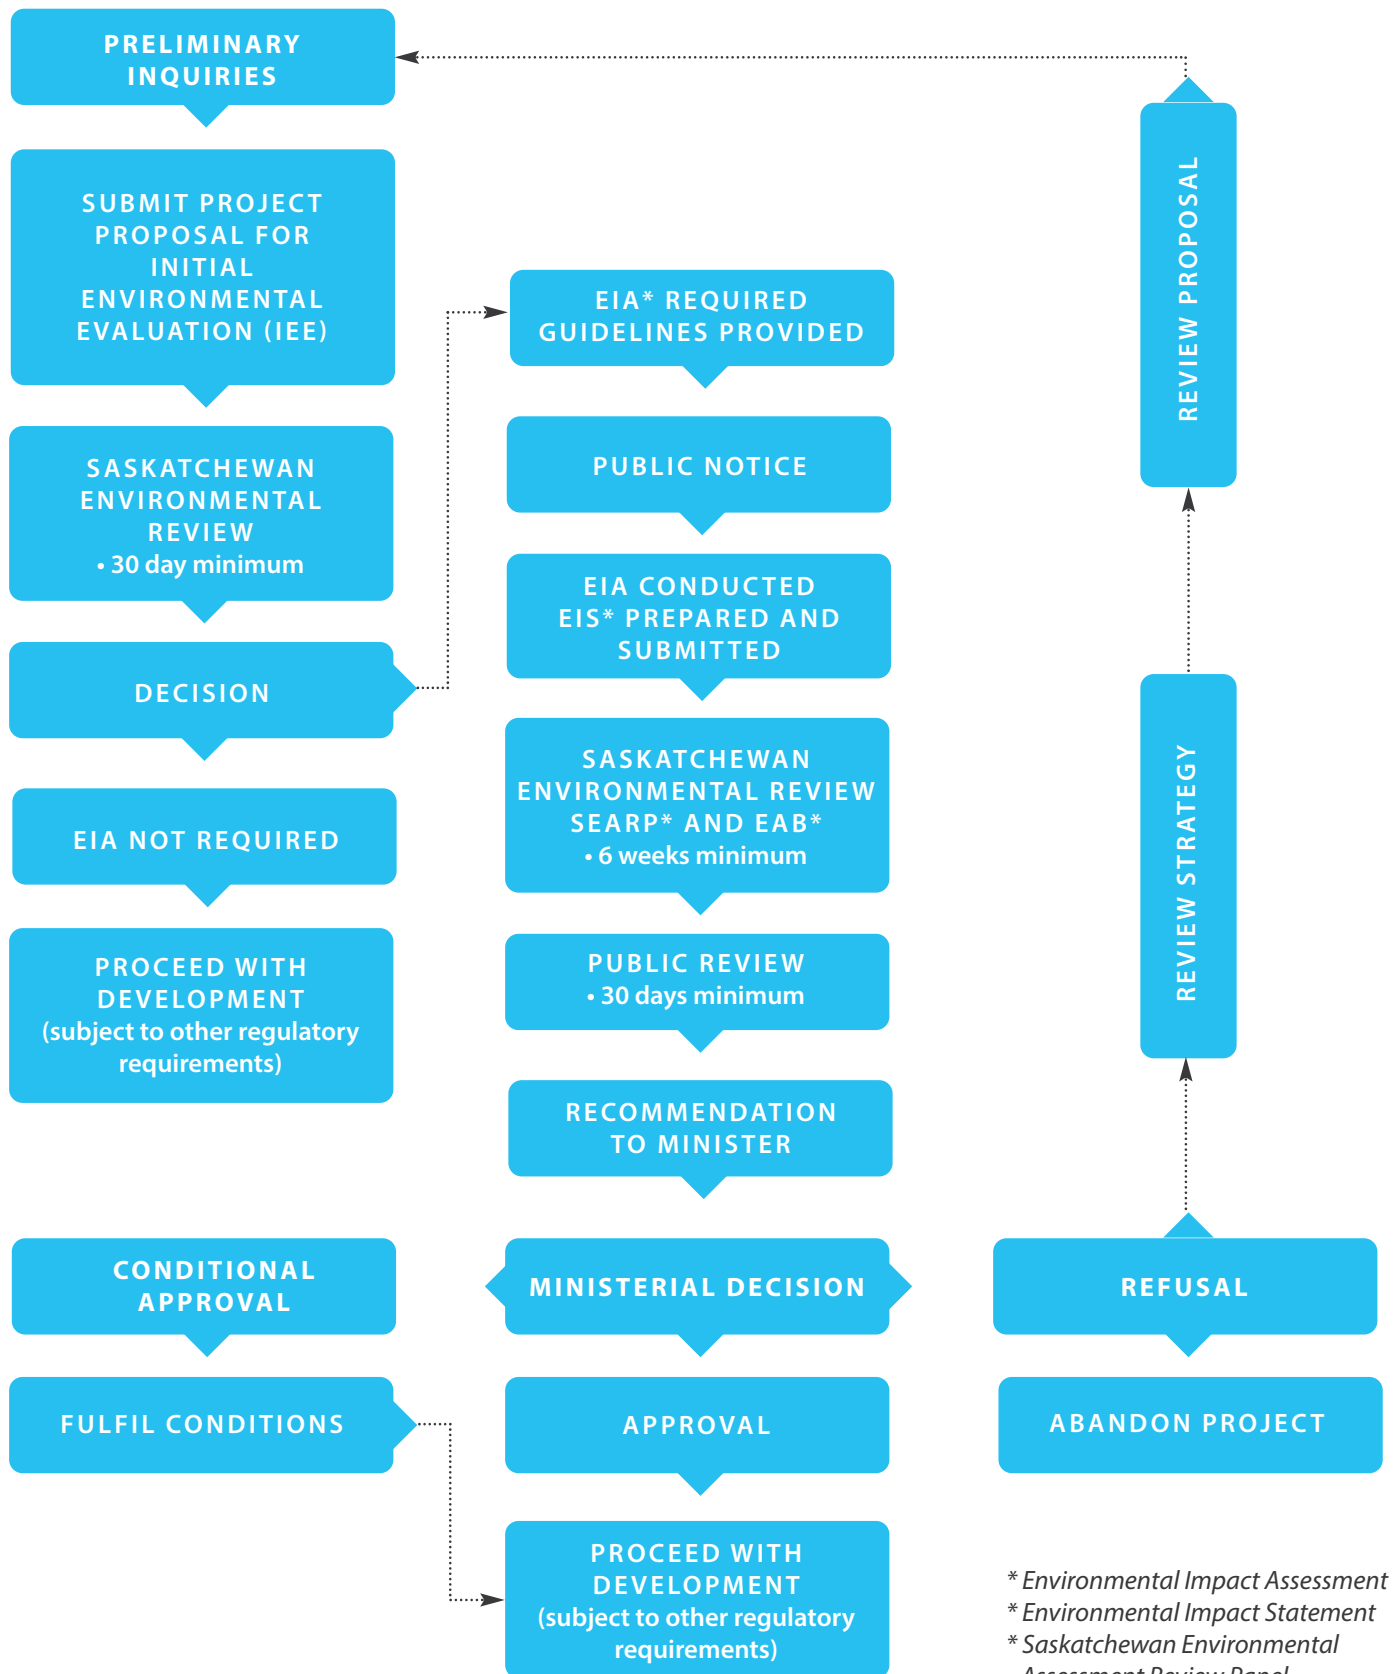 PRELIMINARY
INQUIRIES
SUBMIT PROJECT
PROPOSAL FOR
INITIAL
ENVIRONMENTAL
EVALUATION (IEE)
SASKATCHEWAN
ENVIRONMENTAL
REVIEW
• 30 day minimum
DECISION
EIA NOT REQUIRED
PROCEED WITH
DEVELOPMENT
(subject to other regulatory
requirements)
EIA* REQUIRED
GUIDELINES PROVIDED
PUBLIC NOTICE
EIA CONDUCTED
EIS* PREPARED AND
SUBMITTED
SASKATCHEWAN
ENVIRONMENTAL REVIEW
SEARP* AND EAB*
• 6 weeks minimum
PUBLIC REVIEW
• 30 days minimum
RECOMMENDATION
TO MINISTER
MINISTERIAL DECISION
CONDITIONAL
APPROVAL
FULFIL CONDITIONS
APPROVAL
PROCEED WITH
DEVELOPMENT
(subject to other regulatory
requirements)
REFUSAL
ABANDON PROJECT
REVIEW STRATEGY
REVIEW PROPOSAL
* Environmental Impact Assessment
* Environmental Impact Statement
* Saskatchewan Environmental
Assessment Review Panel